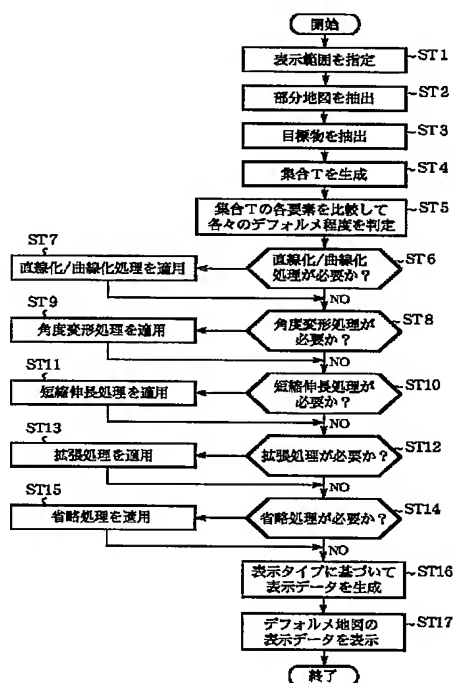 開始
表示範囲を指定
ST1
部分地図を抽出
ST2
目標物を抽出
ST3
集合Tを生成
ST4
集合Tの各要素を比較して
各々のデフォルメ程度を判定
ST5
直線化/曲線化
処理が必要か?
ST6
ST7
直線化/曲線化処理を適用
NO
角度変形処理が
必要か?
ST8
ST9
角度変形処理を適用
NO
短縮伸長処理が
必要か?
ST10
ST11
短縮伸長処理を適用
NO
拡張処理が必要か?
ST12
ST13
拡張処理を適用
NO
省略処理が必要か?
ST14
ST15
省略処理を適用
NO
表示タイプに基づいて
表示データを生成
ST16
デフォルメ地図の
表示データを表示
ST17
終了